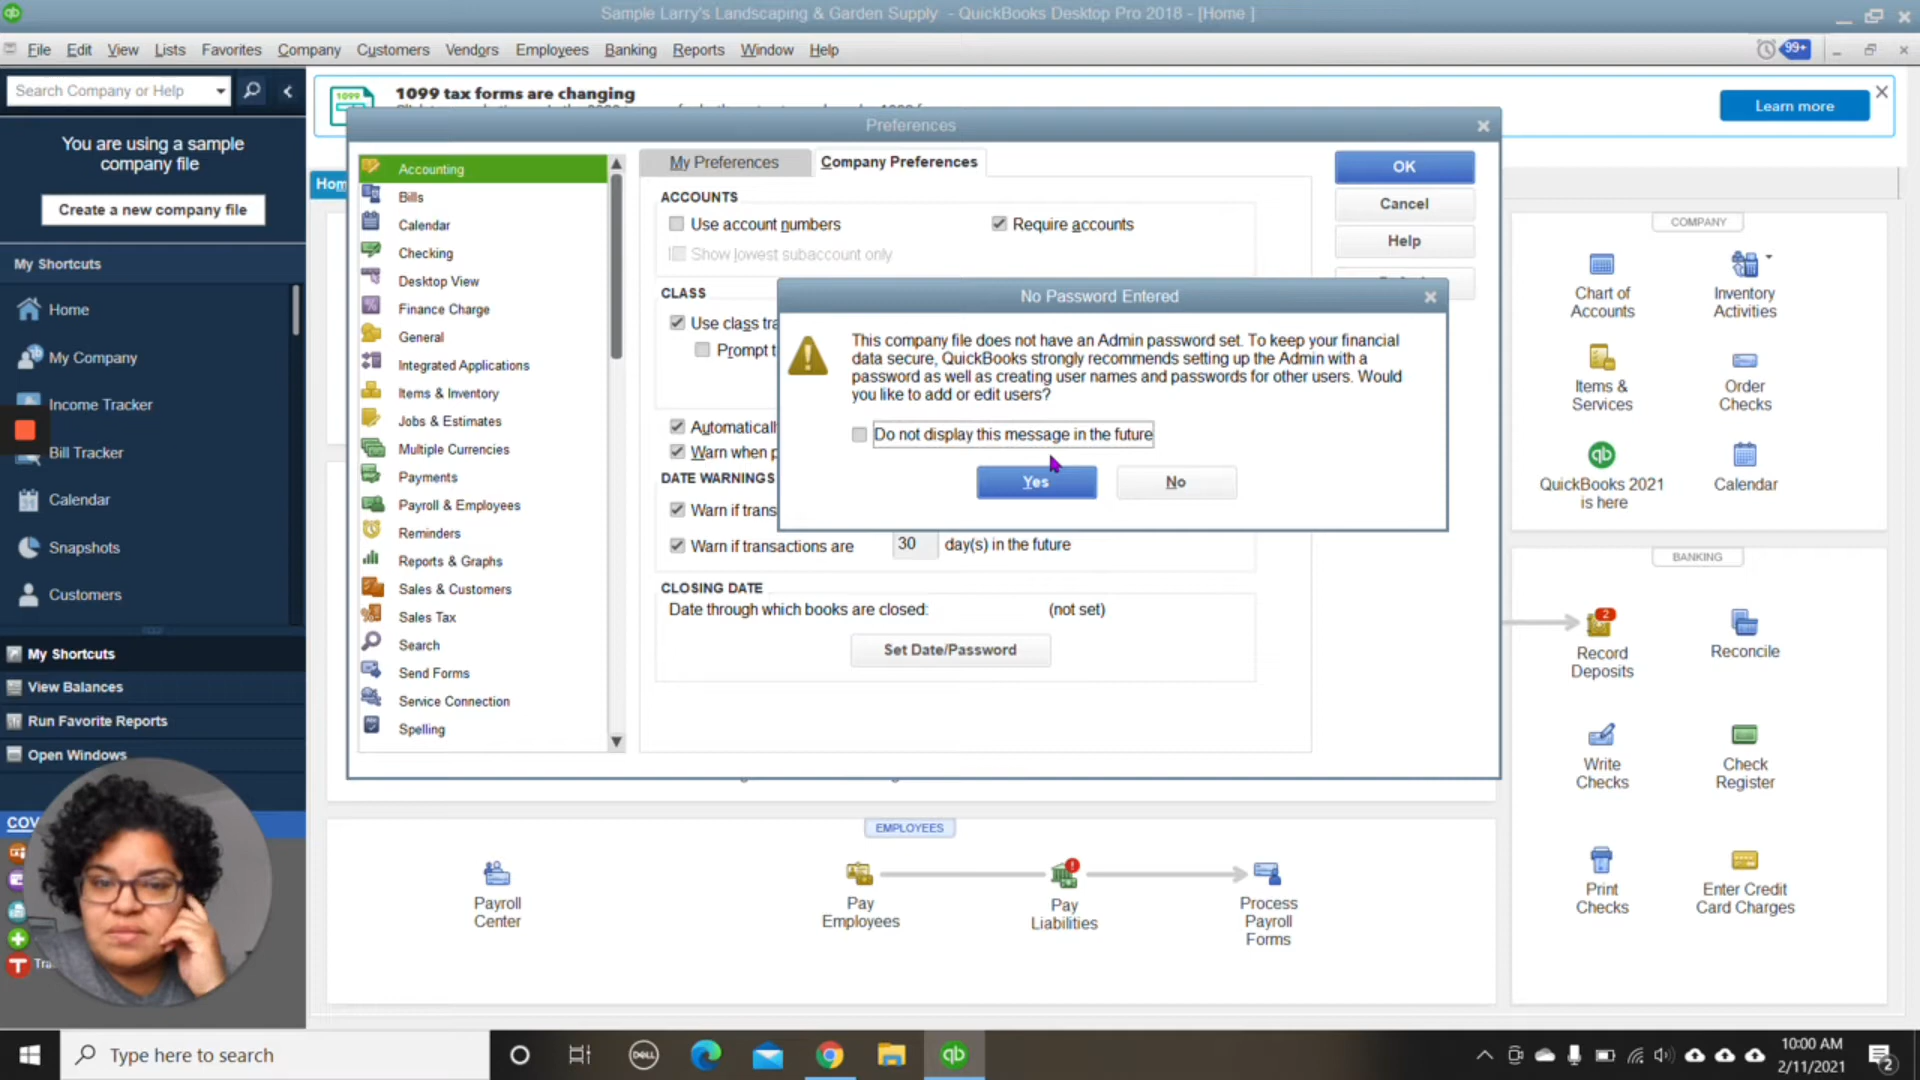 Sample Larry's Landscaping & Garden Supply - QuickBooks Desktop Pro 2018 - [Home ]
File Edit View Lists Favorites Company Customers Vendors Employees Banking Reports Window Help
99+
Search Company or Help
You are using a sample
company file
Create a new company file
My Shortcuts
Home
My Company
Income Tracker
Bill Tracker
Calendar
Snapshots
Customers
My Shortcuts
View Balances
Run Favorite Reports
Open Windows
COV
Tra
1099 tax forms are changing
Learn more
Hom
Preferences
Accounting
Bills
Calendar
Checking
Desktop View
Finance Charge
General
Integrated Applications
Items & Inventory
Jobs & Estimates
Multiple Currencies
Payments
Payroll & Employees
Reminders
Reports & Graphs
Sales & Customers
Sales Tax
Search
Send Forms
Service Connection
Spelling
My Preferences
Company Preferences
ACCOUNTS
Use account numbers
Require accounts
Show lowest subaccount only
CLASS
Use class tra
Prompt t
Automaticall
Warn when p
DATE WARNINGS
Warn if trans
Warn if transactions are 30 day(s) in the future
CLOSING DATE
Date through which books are closed: (not set)
Set Date/Password
OK
Cancel
Help
No Password Entered
This company file does not have an Admin password set. To keep your financial
data secure, QuickBooks strongly recommends setting up the Admin with a
password as well as creating user names and passwords for other users. Would
you like to add or edit users?
Do not display this message in the future
Yes
No
COMPANY
Chart of
Accounts
Inventory
Activities
Items &
Services
Order
Checks
QuickBooks 2021
is here
Calendar
BANKING
2
Record
Deposits
Reconcile
Write
Checks
Check
Register
Print
Checks
Enter Credit
Card Charges
EMPLOYEES
Payroll
Center
Pay
Employees
Pay
Liabilities
Process
Payroll
Forms
Type here to search
DELL
qb
10:00 AM
2/11/2021
2